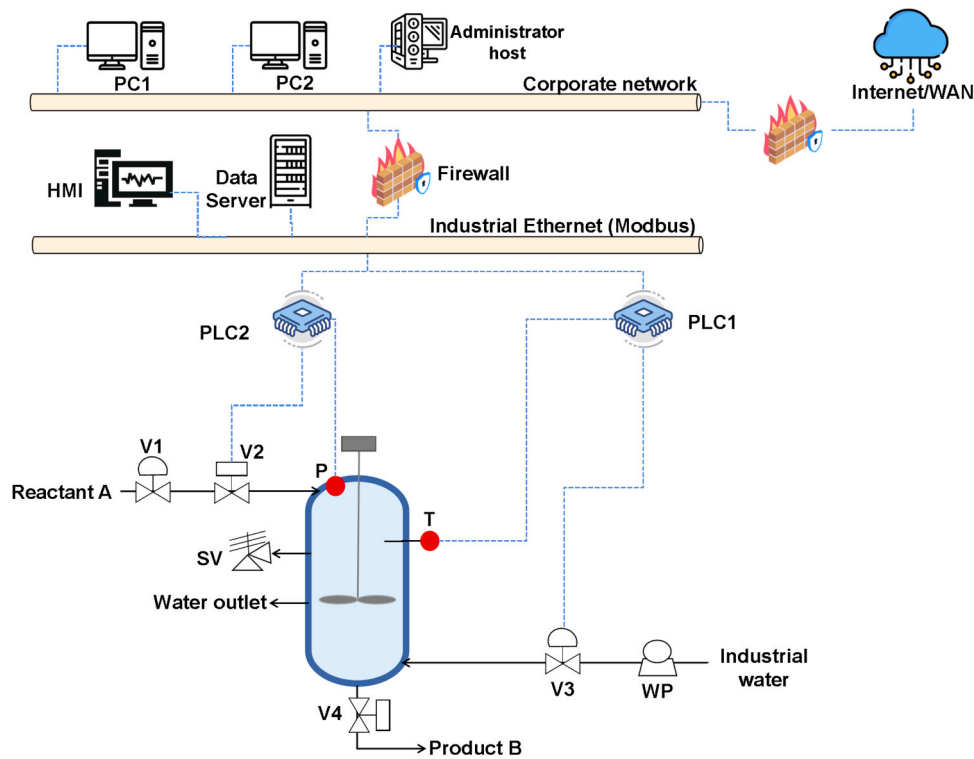 Administrator
host
PC1
PC2
Corporate network
Internet/WAN
HMI
Data
Server
Firewall
Industrial Ethernet (Modbus)
PLC2
PLC1
V1
V2
P
Reactant A
T
SV
Water outlet
Industrial
water
V3
WP
V4
Product B